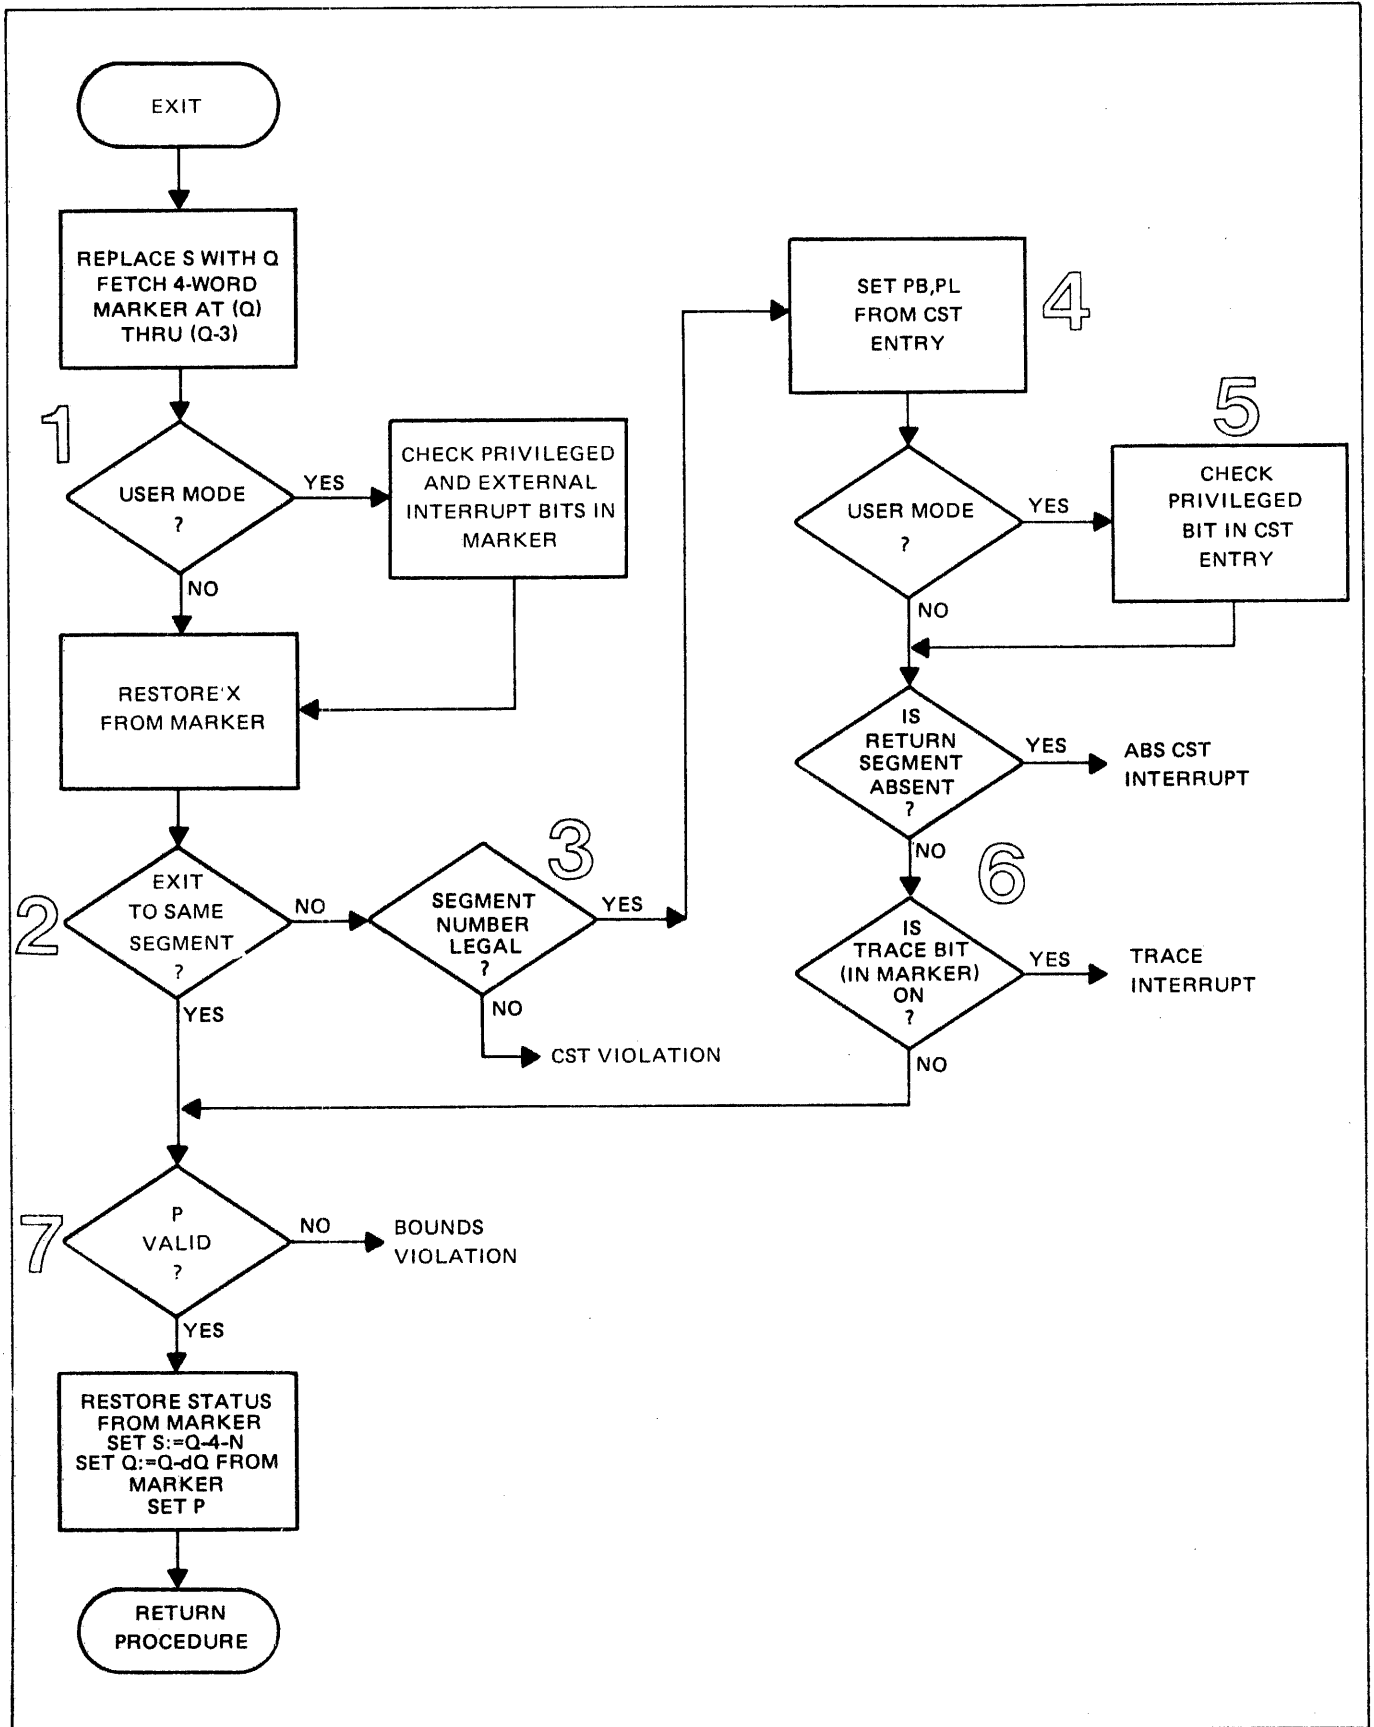 EXIT
REPLACE S WITH Q
FETCH 4-WORD
MARKER AT (Q)
THRU (Q-3)
1
USER MODE
?
YES
NO
CHECK PRIVILEGED
AND EXTERNAL
INTERRUPT BITS IN
MARKER
RESTORE'X
FROM MARKER
2
EXIT
TO SAME
SEGMENT
?
NO
YES
3
SEGMENT
NUMBER
LEGAL
?
YES
NO
CST VIOLATION
4
SET PB,PL
FROM CST
ENTRY
USER MODE
?
YES
NO
5
CHECK
PRIVILEGED
BIT IN CST
ENTRY
IS
RETURN
SEGMENT
ABSENT
?
YES
ABS CST
INTERRUPT
NO
6
IS
TRACE BIT
(IN MARKER)
ON
?
YES
TRACE
INTERRUPT
NO
7
P
VALID
?
NO
BOUNDS
VIOLATION
YES
RESTORE STATUS
FROM MARKER
SET S:=Q-4-N
SET Q:=Q-dQ FROM
MARKER
SET P
RETURN
PROCEDURE